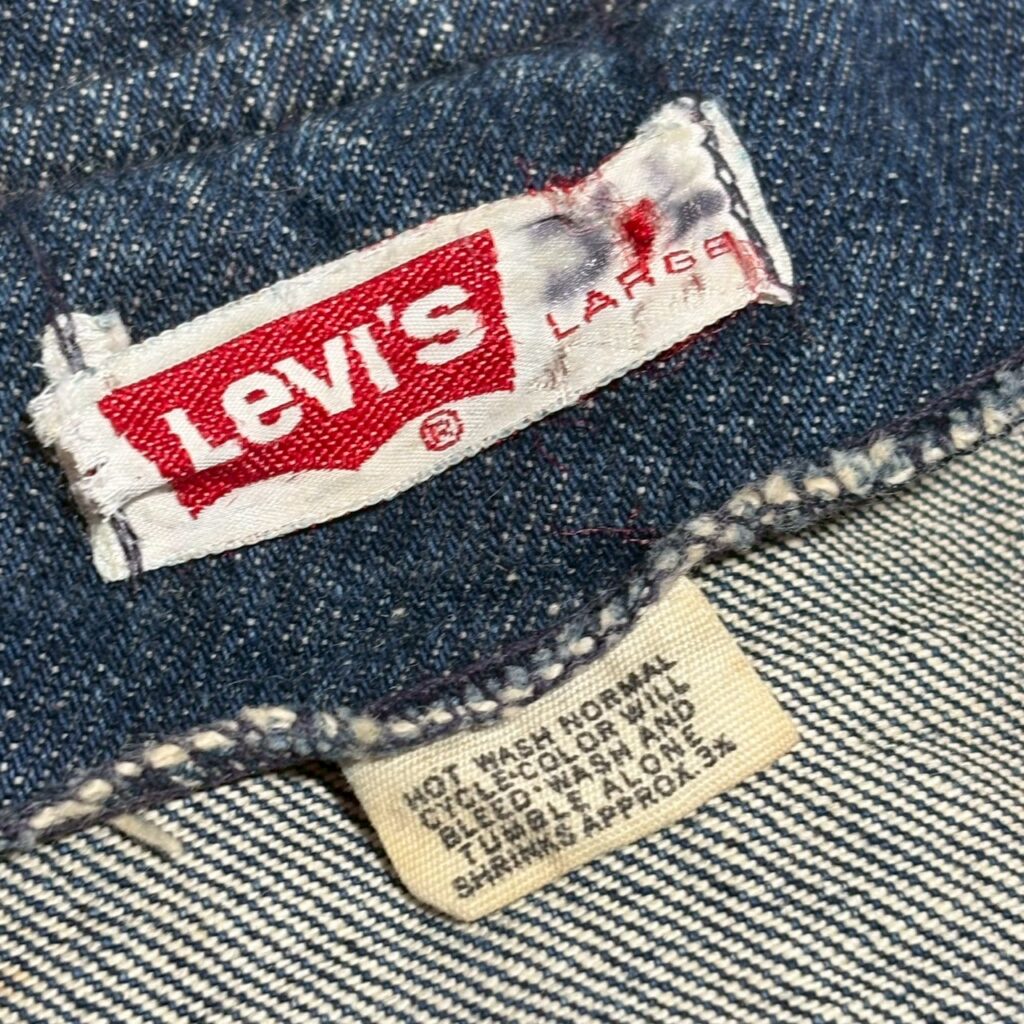 LEVI'S
®
LARGE
HOT WASH NORMAL
CYCLE·COLOR WILL
BLEED·WASH AND
TUMBLE ALONE
SHRINKS APPROX. 3%